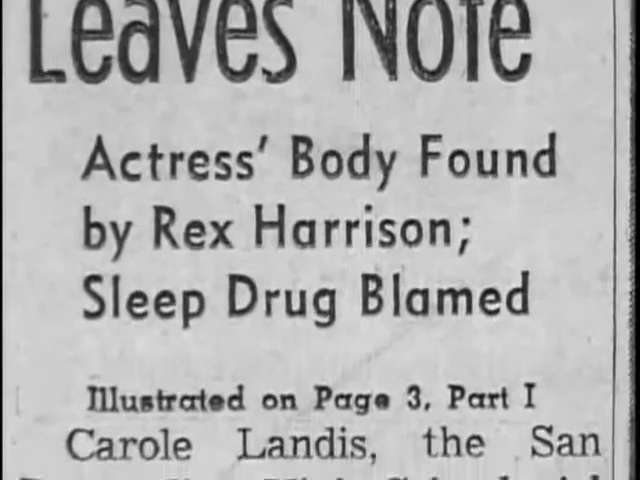 Leaves Note
Actress' Body Found
by Rex Harrison;
Sleep Drug Blamed
Illustrated on Page 3, Part I
Carole Landis, the San